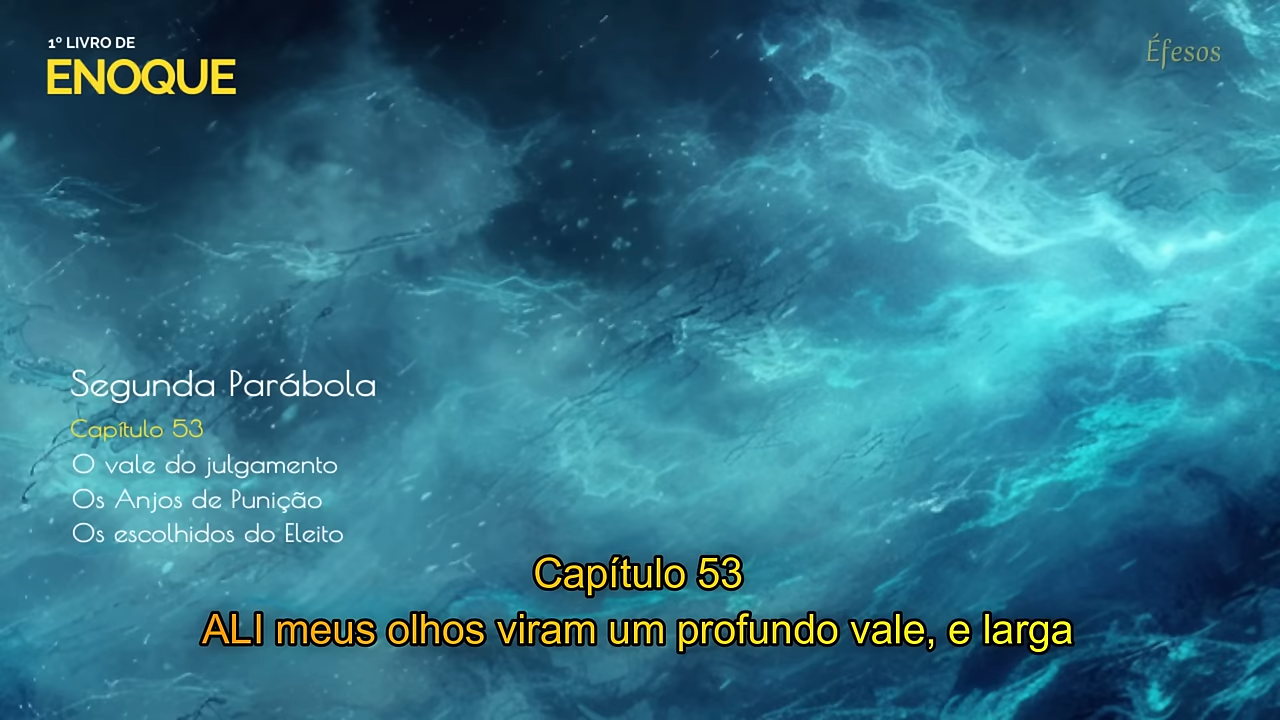 1º LIVRO DE
ENOQUE
Éfesos
Segunda Parábola
Capítulo 53
O vale do julgamento
Os Anjos de Punição
Os escolhidos do Eleito
Capítulo 53
ALI meus olhos viram um profundo vale, e larga